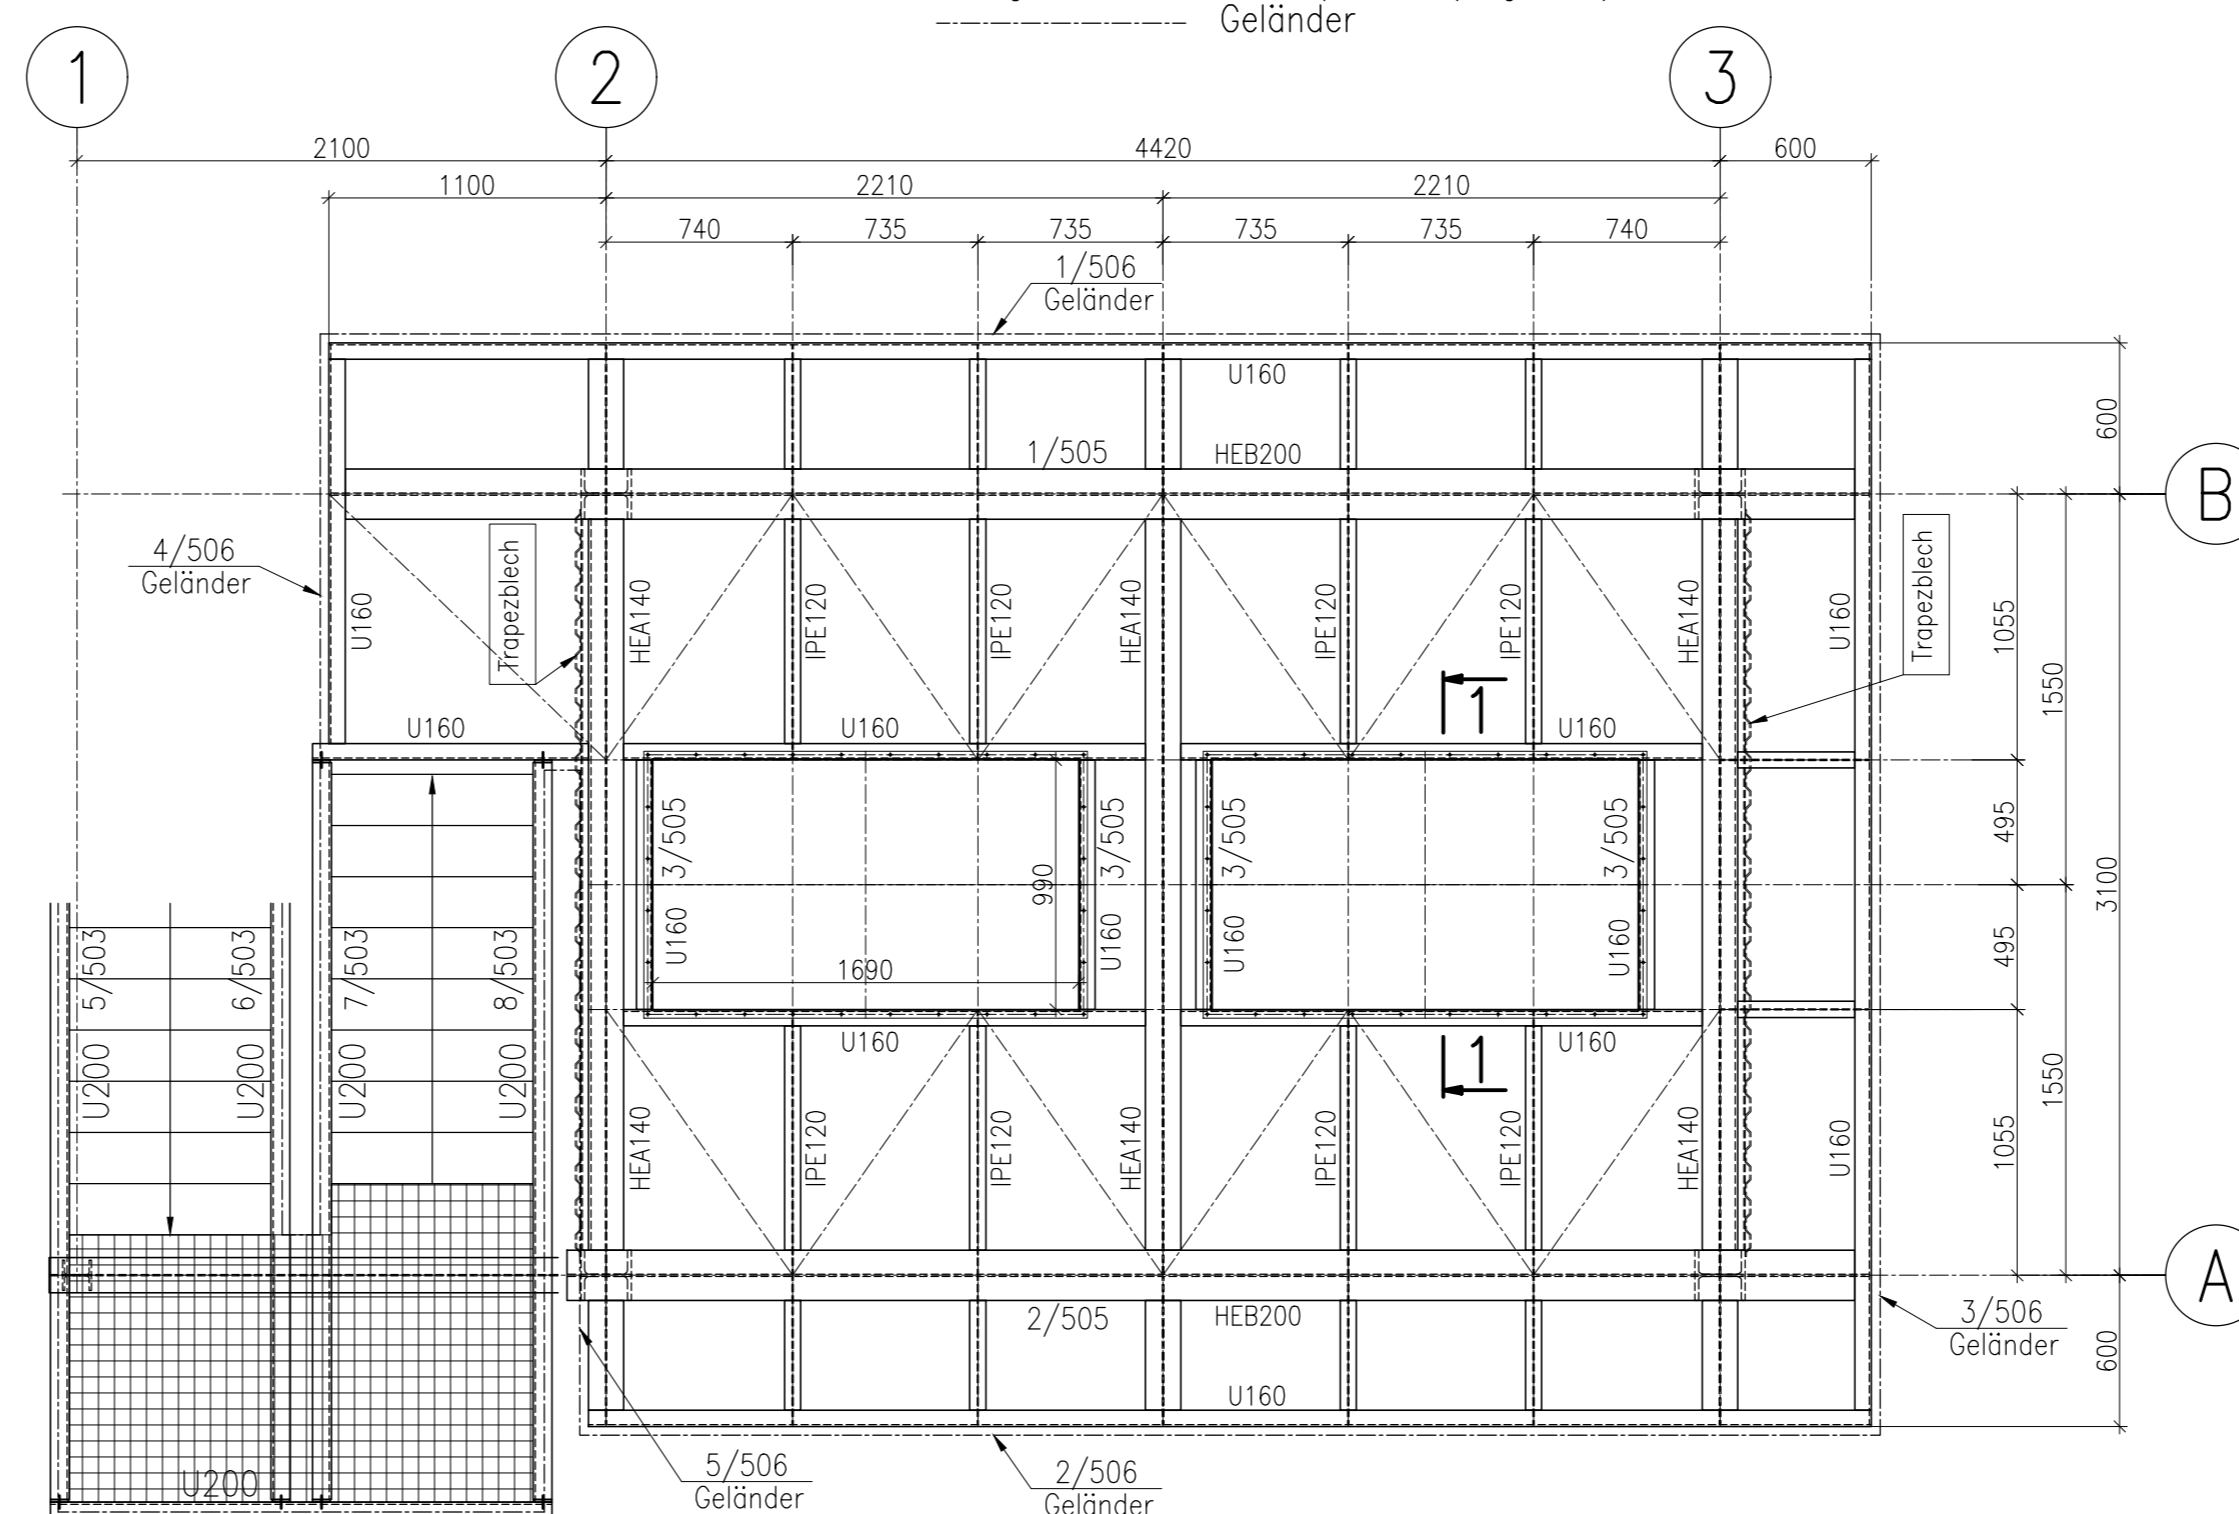 Geländer
1
2
3
2100
4420
600
1100
2210
2210
740
735
735
735
735
740
1/506
Geländer
U160
1/505
HEB200
600
B
4/506
Geländer
Trapezblech
Trapezblech
U160
HEA140
IPE120
IPE120
HEA140
IPE120
IPE120
HEA140
U160
1055
1550
1
U160
U160
U160
3/505
3/505
3/505
3/505
495
990
3100
U160
U160
U160
U160
495
1690
5/503
6/503
7/503
8/503
U200
U200
U200
U200
U160
1
U160
HEA140
IPE120
IPE120
HEA140
IPE120
IPE120
HEA140
U160
1055
1550
A
2/505
HEB200
3/506
Geländer
600
U160
U200
5/506
Geländer
2/506
Geländer